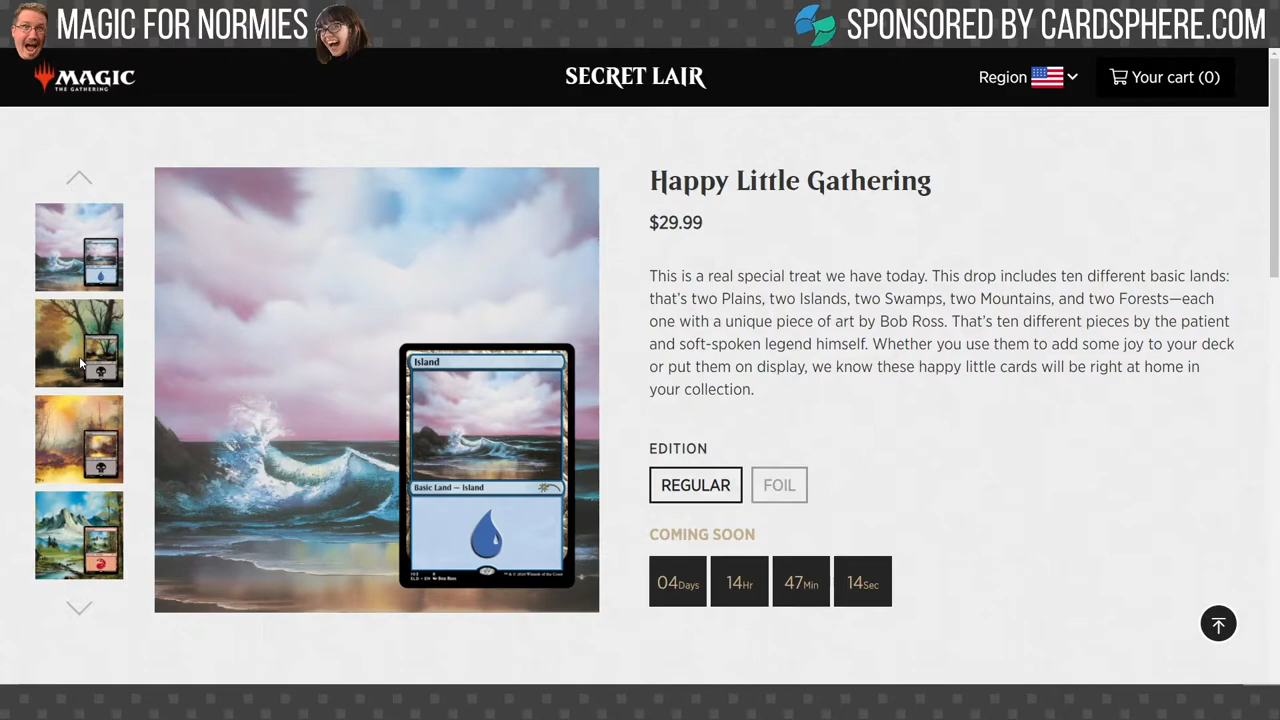 MAGIC FOR NORMIES
SPONSORED BY CARDSPHERE.COM
MAGIC
THE GATHERING
SECRET LAIR
Region
Your cart (0)
Happy Little Gathering
$29.99
This is a real special treat we have today. This drop includes ten different basic lands:
that's two Plains, two Islands, two Swamps, two Mountains, and two Forests—each
one with a unique piece of art by Bob Ross. That's ten different pieces by the patient
and soft-spoken legend himself. Whether you use them to add some joy to your deck
or put them on display, we know these happy little cards will be right at home in
your collection.
EDITION
REGULAR
FOIL
COMING SOON
04Days
14Hr
47Min
14Sec
Island
Basic Land — Island
Bob Ross